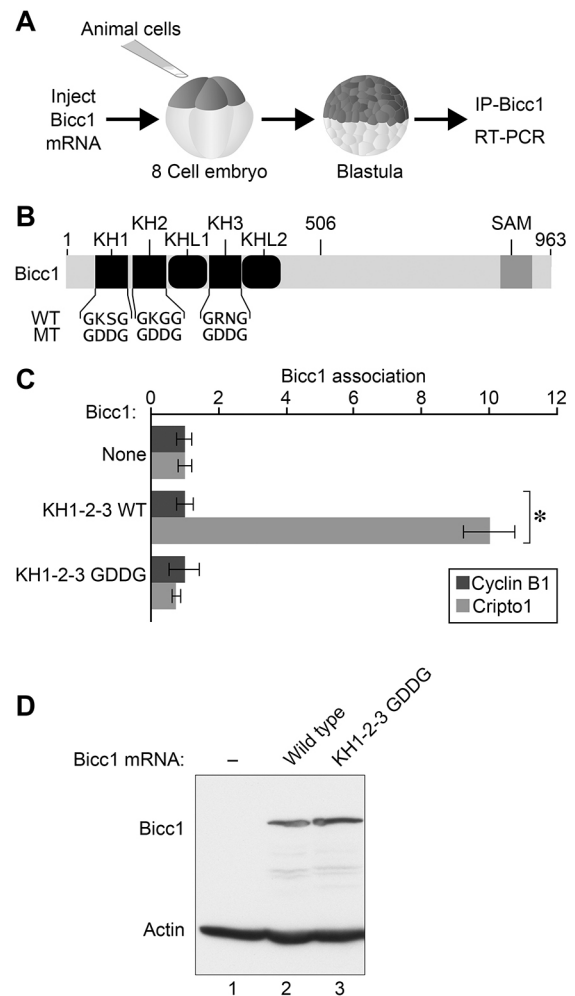 A
Animal cells
Inject
Bicc1
mRNA
8 Cell embryo
Blastula
IP-Bicc1
RT-PCR
B
1 KH1 KH2 KHL1 KH3 KHL2 506 SAM 963
Bicc1
WT GKSG GKGG GRNG
MT GDDG GDDG GDDG
C
Bicc1 association
Bicc1: 0 2 4 6 8 10 12
None
KH1-2-3 WT
*
KH1-2-3 GDDG
Cyclin B1
Cripto1
D
Bicc1 mRNA: – Wild type KH1-2-3 GDDG
Bicc1
Actin
1 2 3